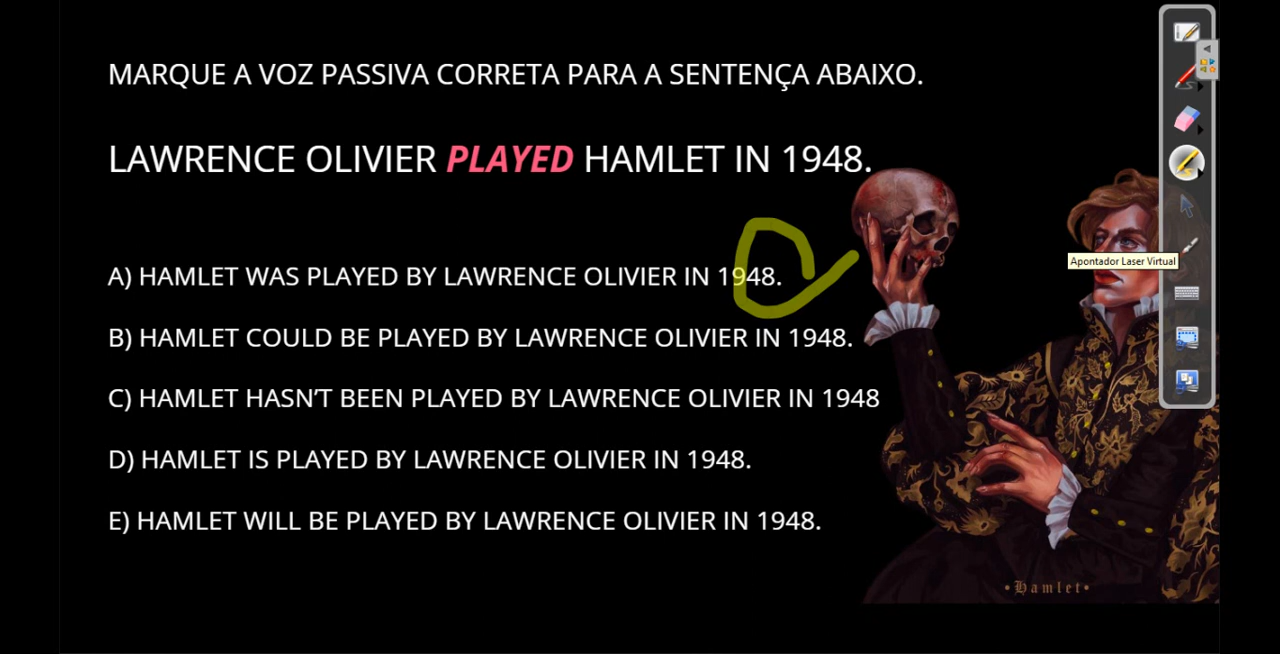 MARQUE A VOZ PASSIVA CORRETA PARA A SENTENÇA ABAIXO.
LAWRENCE OLIVIER PLAYED HAMLET IN 1948.
A) HAMLET WAS PLAYED BY LAWRENCE OLIVIER IN 1948.
Apontador Laser Virtual
B) HAMLET COULD BE PLAYED BY LAWRENCE OLIVIER IN 1948.
C) HAMLET HASN'T BEEN PLAYED BY LAWRENCE OLIVIER IN 1948
D) HAMLET IS PLAYED BY LAWRENCE OLIVIER IN 1948.
E) HAMLET WILL BE PLAYED BY LAWRENCE OLIVIER IN 1948.
•Hamlet•